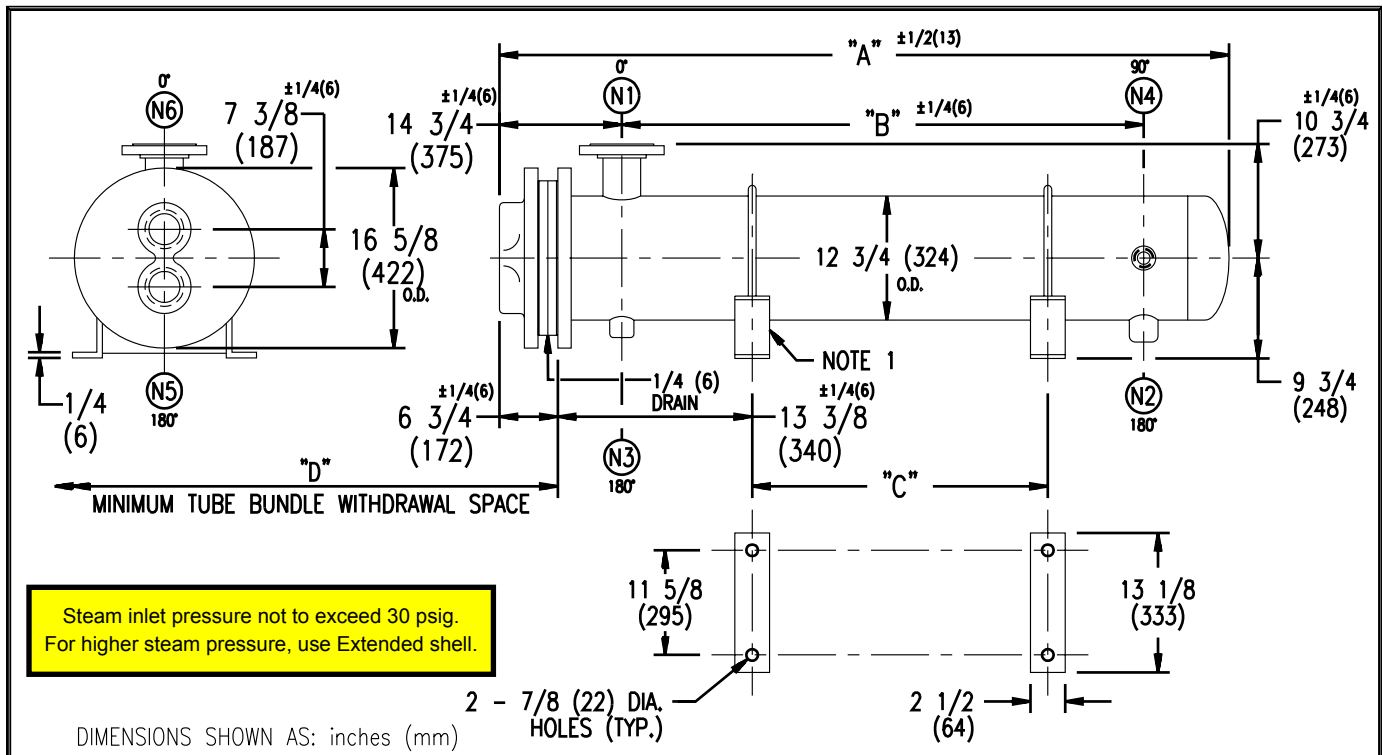 "A" ±1/2(13)
0°
N6
±1/4(6)
7 3/8
(187)
±1/4(6)
14 3/4
(375)
0°
N1
"B" ±1/4(6)
90°
N4
±1/4(6)
10 3/4
(273)
16 5/8
(422)
O.D.
12 3/4 (324)
O.D.
NOTE 1
1/4
(6)
N5
180°
±1/4(6)
6 3/4
(172)
1/4 (6)
DRAIN
±1/4(6)
13 3/8
(340)
N3
180°
N2
180°
9 3/4
(248)
"D"
MINIMUM TUBE BUNDLE WITHDRAWAL SPACE
"C"
11 5/8
(295)
13 1/8
(333)
Steam inlet pressure not to exceed 30 psig.
For higher steam pressure, use Extended shell.
2 - 7/8 (22) DIA.
HOLES (TYP.)
2 1/2
(64)
DIMENSIONS SHOWN AS: inches (mm)